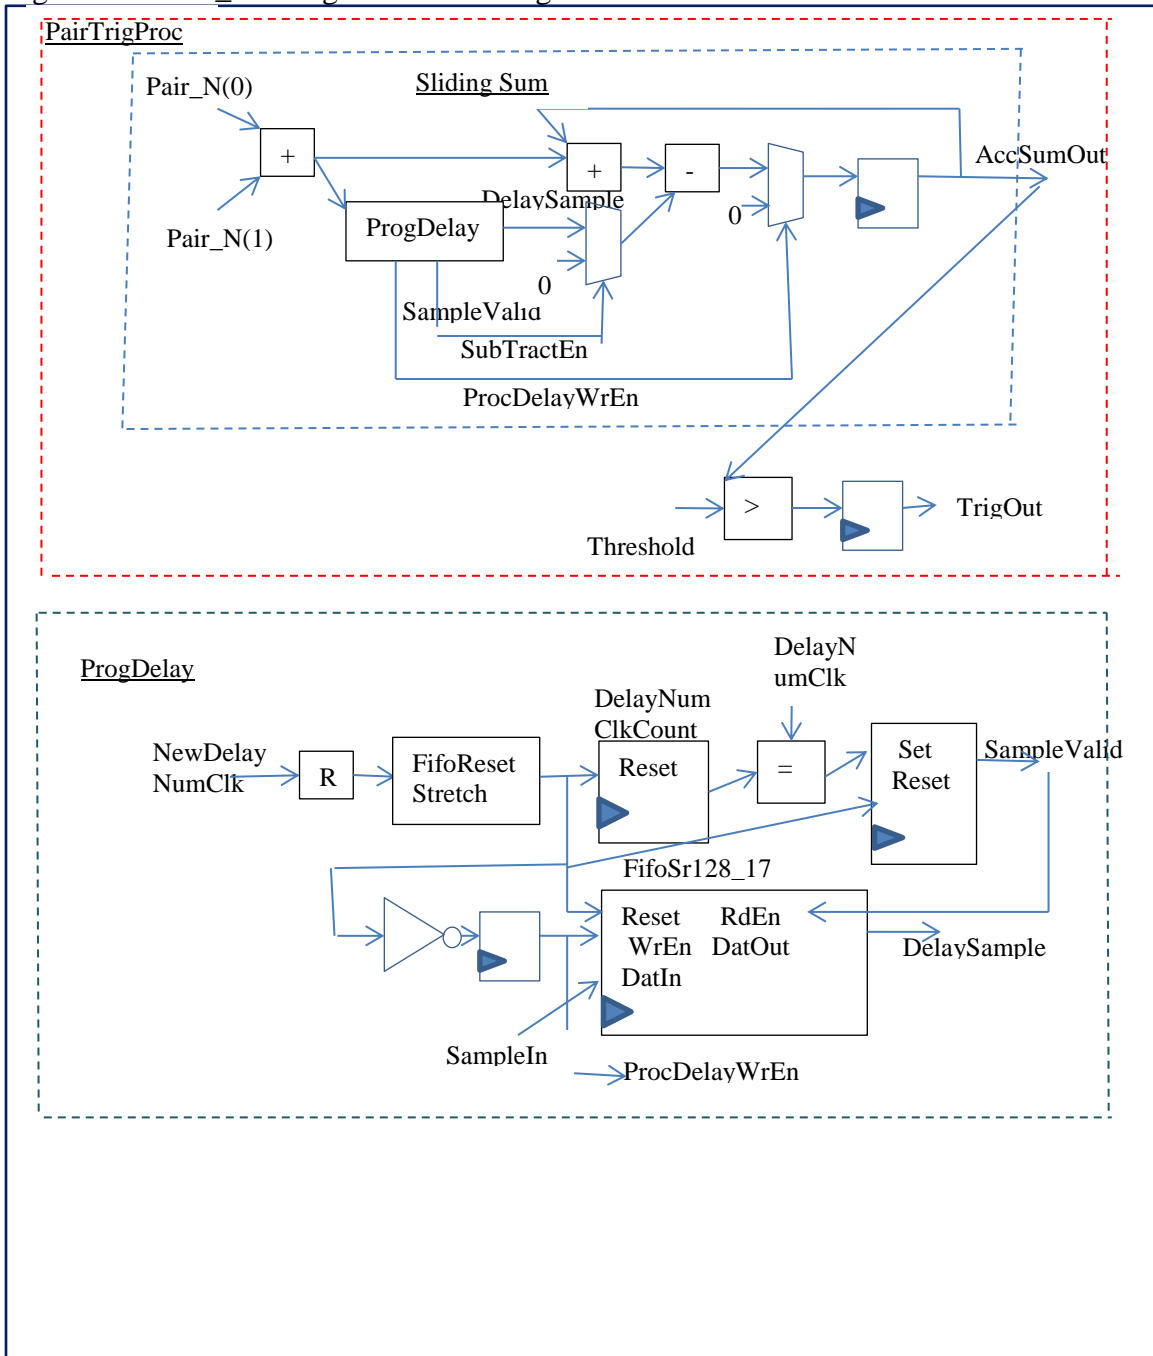 PairTrigProc
Pair_N(0)
Sliding Sum
+
+
-
AccSumOut
DelaySample
0
ProgDelay
Pair_N(1)
0
SampleValid
SubTractEn
ProcDelayWrEn
>
TrigOut
Threshold
DelayN
umClk
ProgDelay
DelayNum
ClkCount
NewDelay
NumClk
R
FifoReset
Stretch
Reset
=
Set
Reset
SampleValid
FifoSr128_17
Reset RdEn
WrEn DatOut
DatIn
DelaySample
SampleIn
ProcDelayWrEn